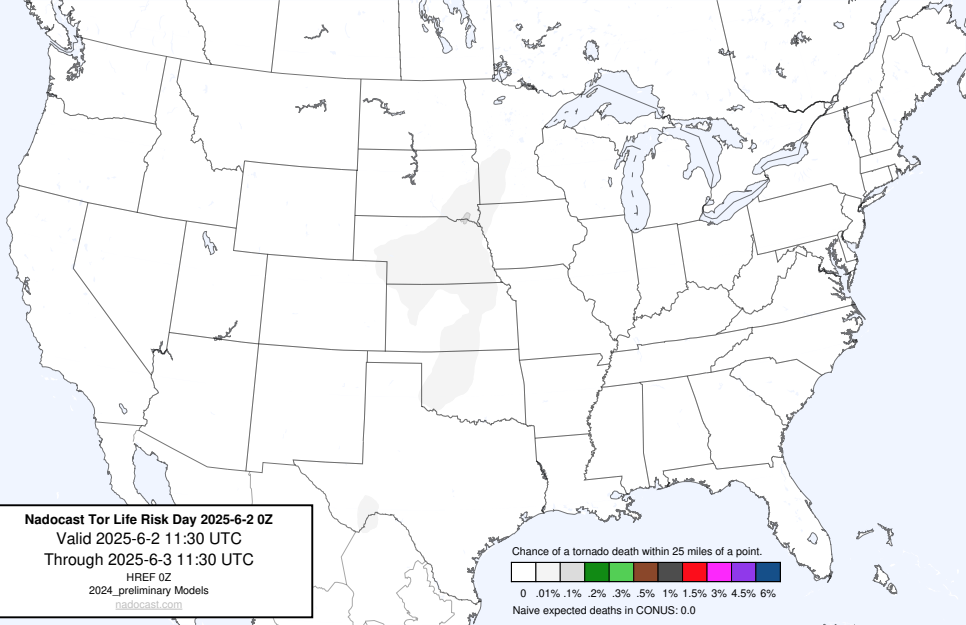 Nadocast Tor Life Risk Day 2025-6-2 0Z
Valid 2025-6-2 11:30 UTC
Through 2025-6-3 11:30 UTC
HREF 0Z
2024_preliminary Models
nadocast.com
Chance of a tornado death within 25 miles of a point.
0 .01% .1% .2% .3% .5% 1% 1.5% 3% 4.5% 6%
Naive expected deaths in CONUS: 0.0